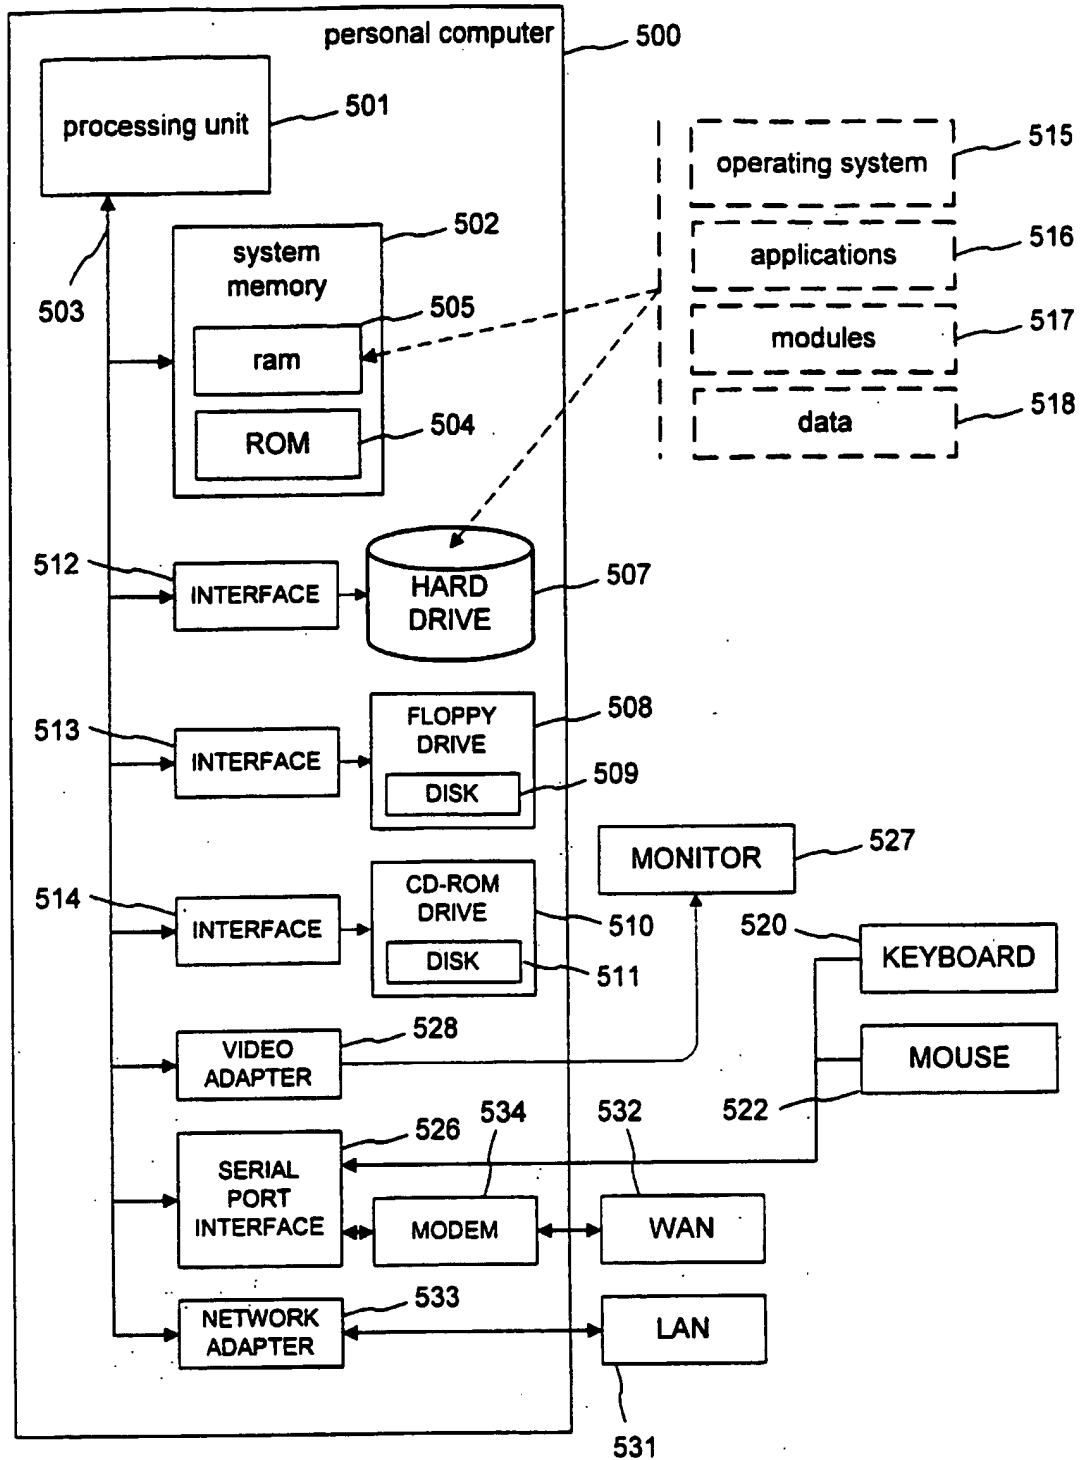 personal computer
500
processing unit
501
515
operating system
502
system
memory
516
applications
503
505
ram
517
modules
504
ROM
518
data
512
INTERFACE
HARD
DRIVE
507
513
INTERFACE
FLOPPY
DRIVE
508
DISK
509
MONITOR
527
514
INTERFACE
CD-ROM
DRIVE
510
DISK
511
520
KEYBOARD
528
VIDEO
ADAPTER
MOUSE
522
526
534
532
SERIAL
PORT
INTERFACE
MODEM
WAN
533
NETWORK
ADAPTER
LAN
531